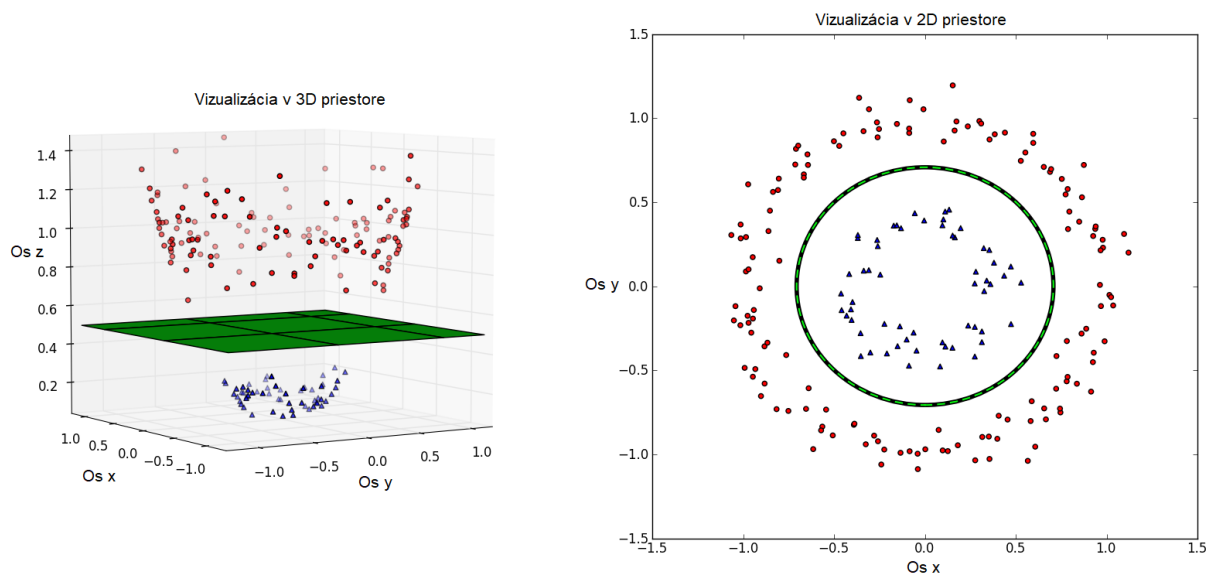 Vizualizácia v 3D priestore
1.4
1.2
1.0
Os z
0.8
0.6
0.4
0.2
1.0 0.5 0.0 −0.5 −1.0
Os x
−1.0 −0.5 0.0 0.5 1.0
Os y
Vizualizácia v 2D priestore
1.5
1.0
0.5
Os y 0.0
−0.5
−1.0
−1.5
−1.5 −1.0 −0.5 0.0 0.5 1.0 1.5
Os x